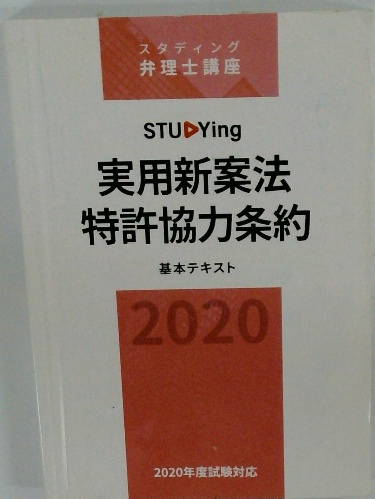 スタディング
弁理士講座
STUDYing
実用新案法
特許協力条約
基本テキスト
2020
2020年度試験対応